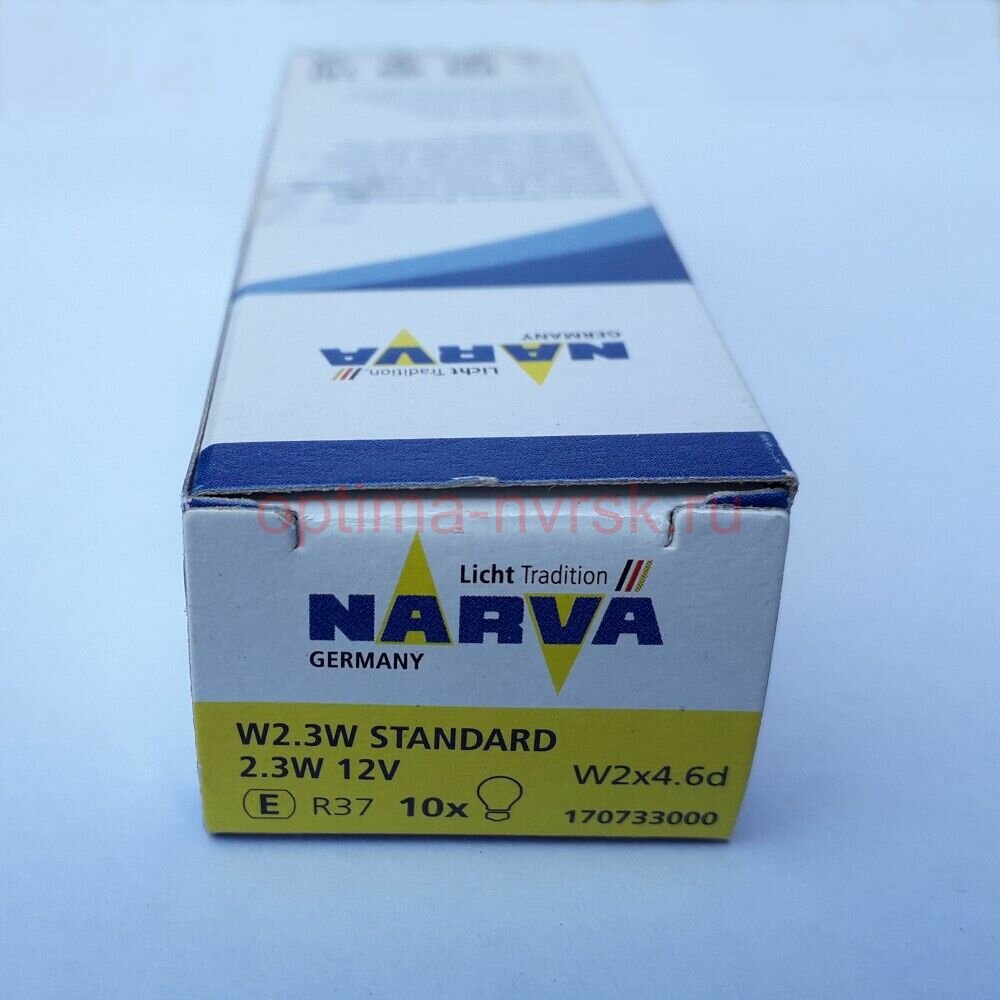 GERMANY
NARVA
Licht Tradition
optima-nvrsk.ru
Licht Tradition
NARVA
GERMANY
W2.3W STANDARD
2.3W 12V
W2x4.6d
E R37 10x
170733000